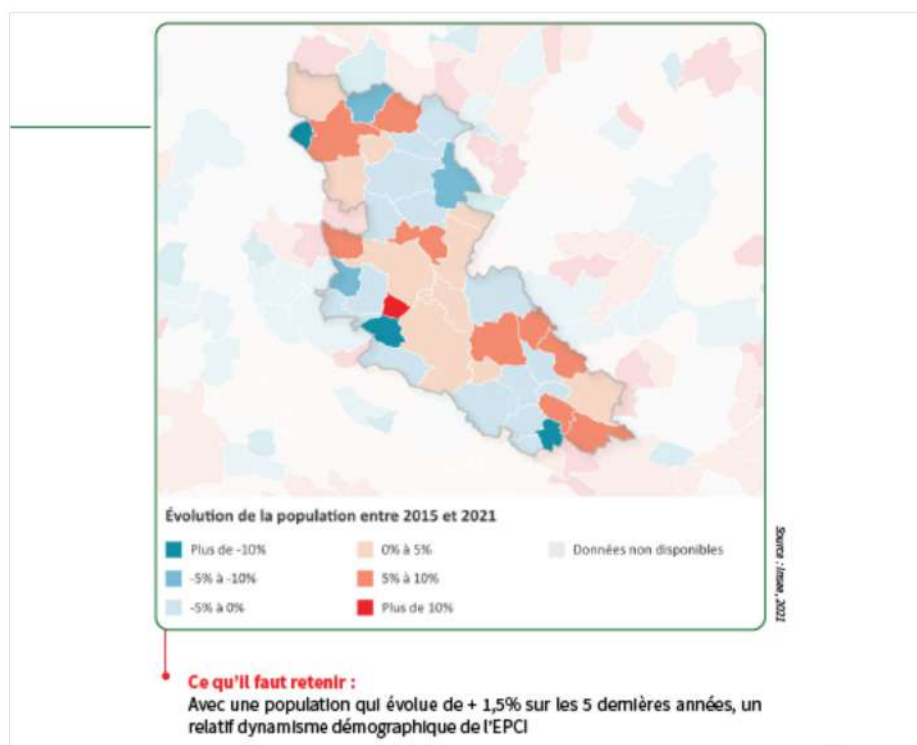 Évolution de la population entre 2015 et 2021
Plus de -10%
0% à 5%
Données non disponibles
-5% à -10%
5% à 10%
-5% à 0%
Plus de 10%
Source : Insee, 2021
Ce qu'il faut retenir :
Avec une population qui évolue de + 1,5% sur les 5 dernières années, un
relatif dynamisme démographique de l'EPCI